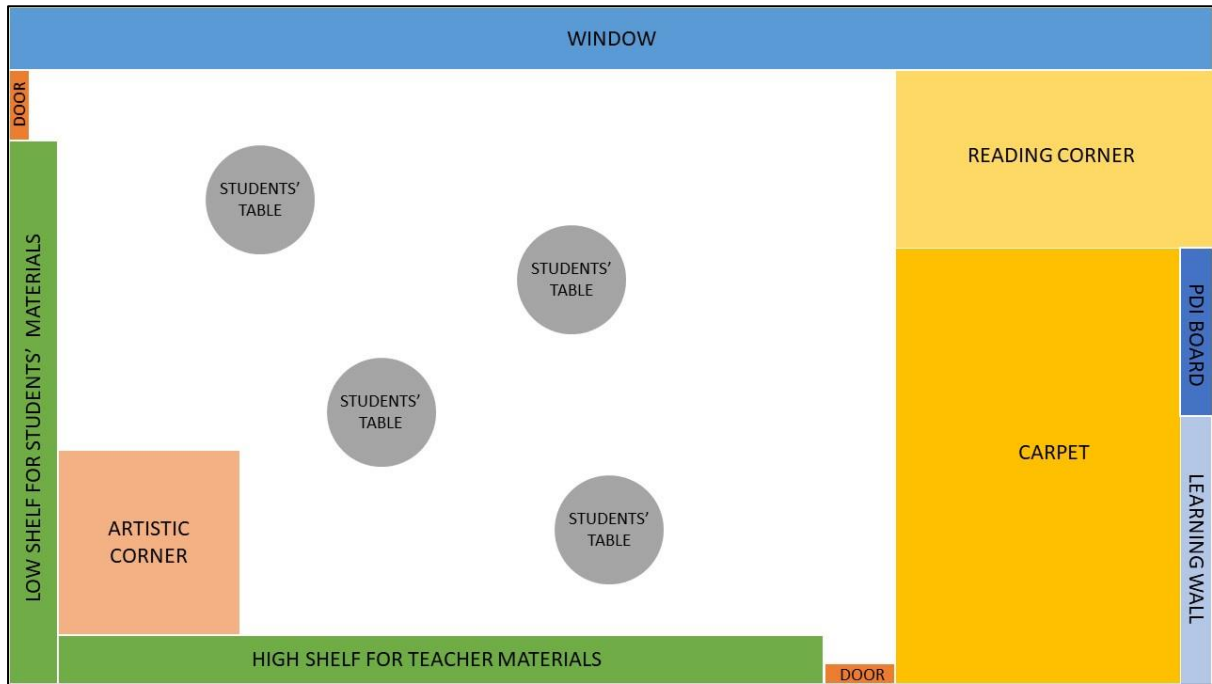 WINDOW
DOOR
READING CORNER
STUDENTS'
TABLE
STUDENTS'
TABLE
LOW SHELF FOR STUDENTS' MATERIALS
PDI BOARD
STUDENTS'
TABLE
CARPET
LEARNING WALL
ARTISTIC
CORNER
STUDENTS'
TABLE
HIGH SHELF FOR TEACHER MATERIALS
DOOR